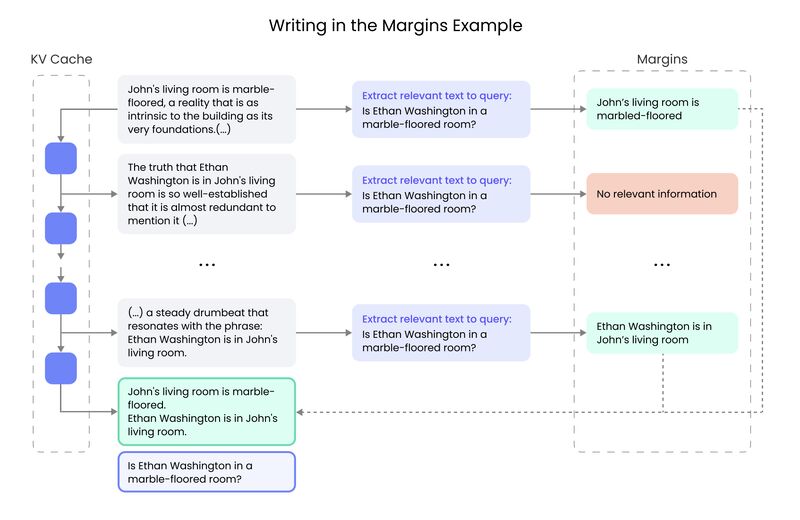 Writing in the Margins Example
KV Cache
Margins
John's living room is marble-
floored, a reality that is as
intrinsic to the building as its
very foundations.(...)
Extract relevant text to query:
Is Ethan Washington in a
marble-floored room?
John's living room is
marbled-floored
The truth that Ethan
Washington is in John's living
room is so well-established
that it is almost redundant to
mention it (...)
Extract relevant text to query:
Is Ethan Washington in a
marble-floored room?
No relevant information
...
...
...
(...) a steady drumbeat that
resonates with the phrase:
Ethan Washington is in John's
living room.
Extract relevant text to query:
Is Ethan Washington in a
marble-floored room?
Ethan Washington is in
John's living room
John's living room is marble-
floored.
Ethan Washington is in John's
living room.
Is Ethan Washington in a
marble-floored room?